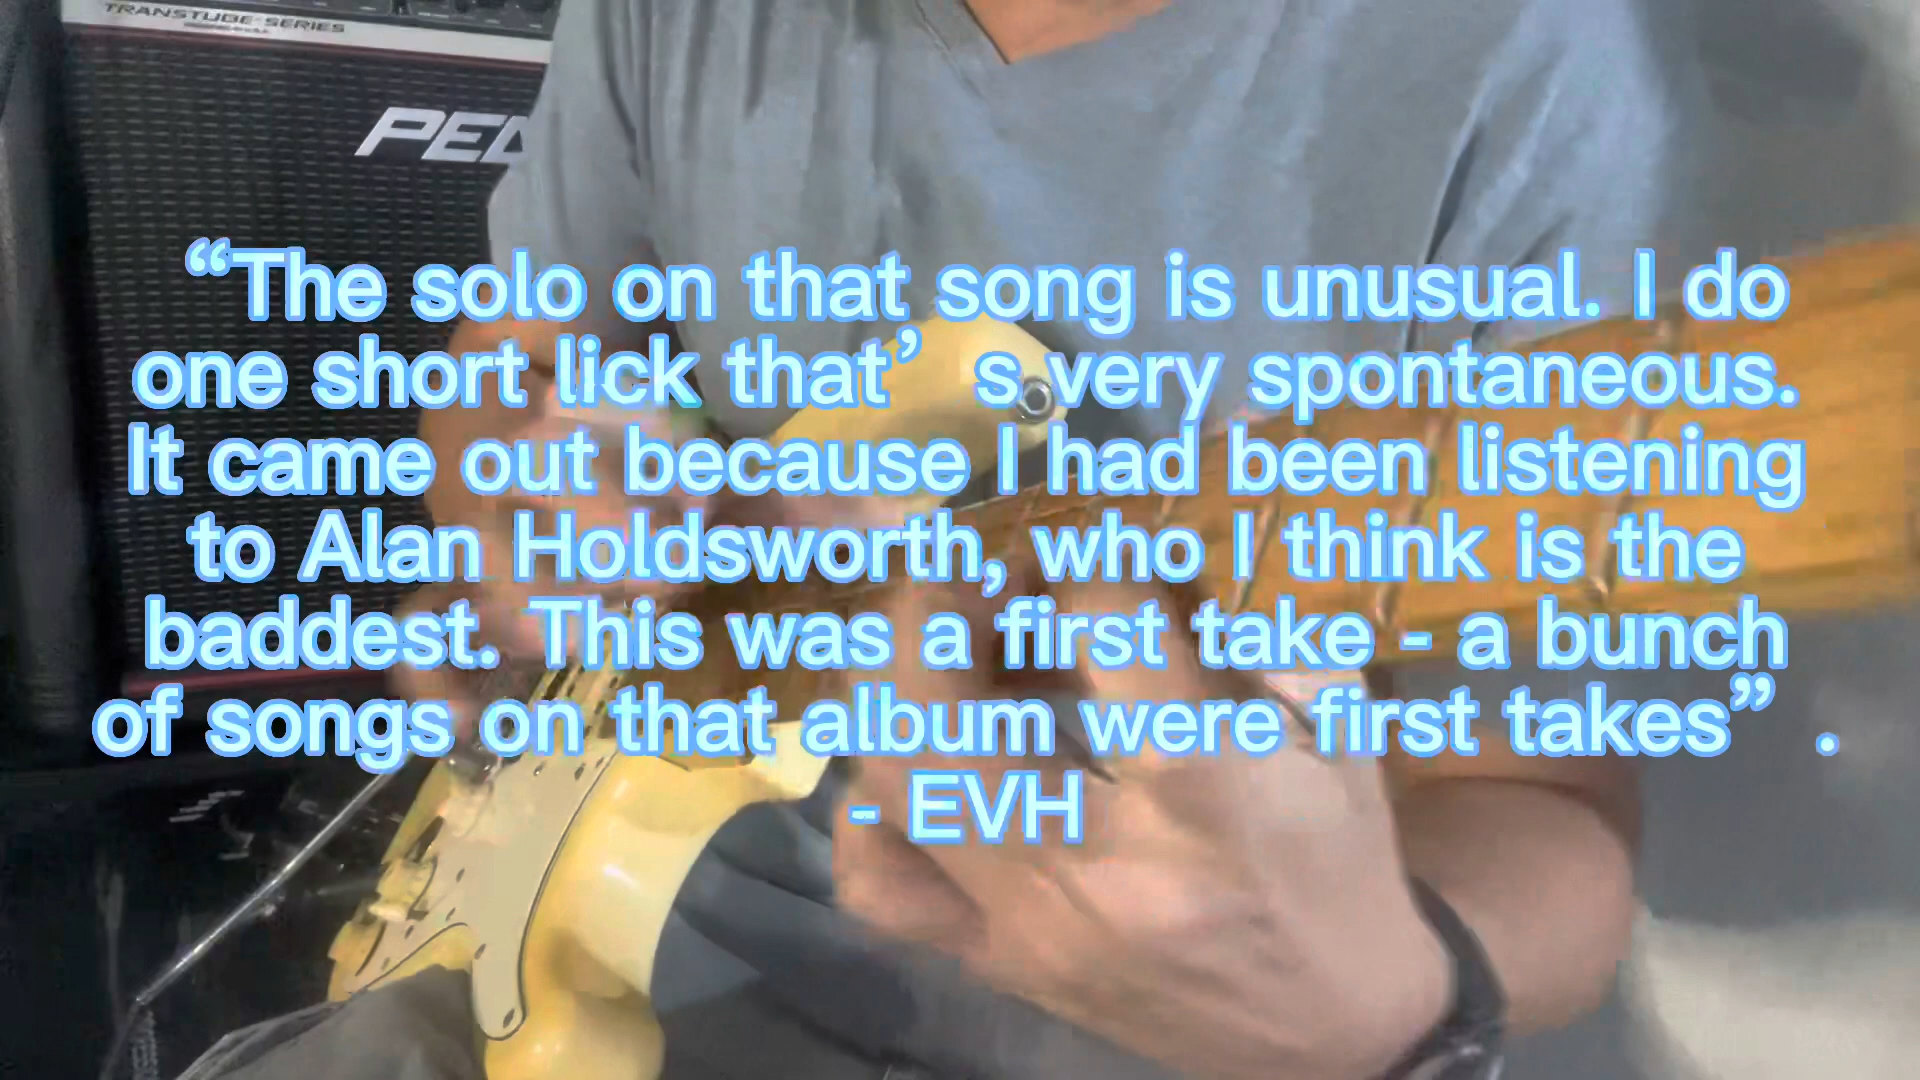 TRANSTUBE SERIES
“The solo on that song is unusual. I do
one short lick that’s very spontaneous.
It came out because I had been listening
to Alan Holdsworth, who I think is the
baddest. This was a first take - a bunch
of songs on that album were first takes”.
- EVH